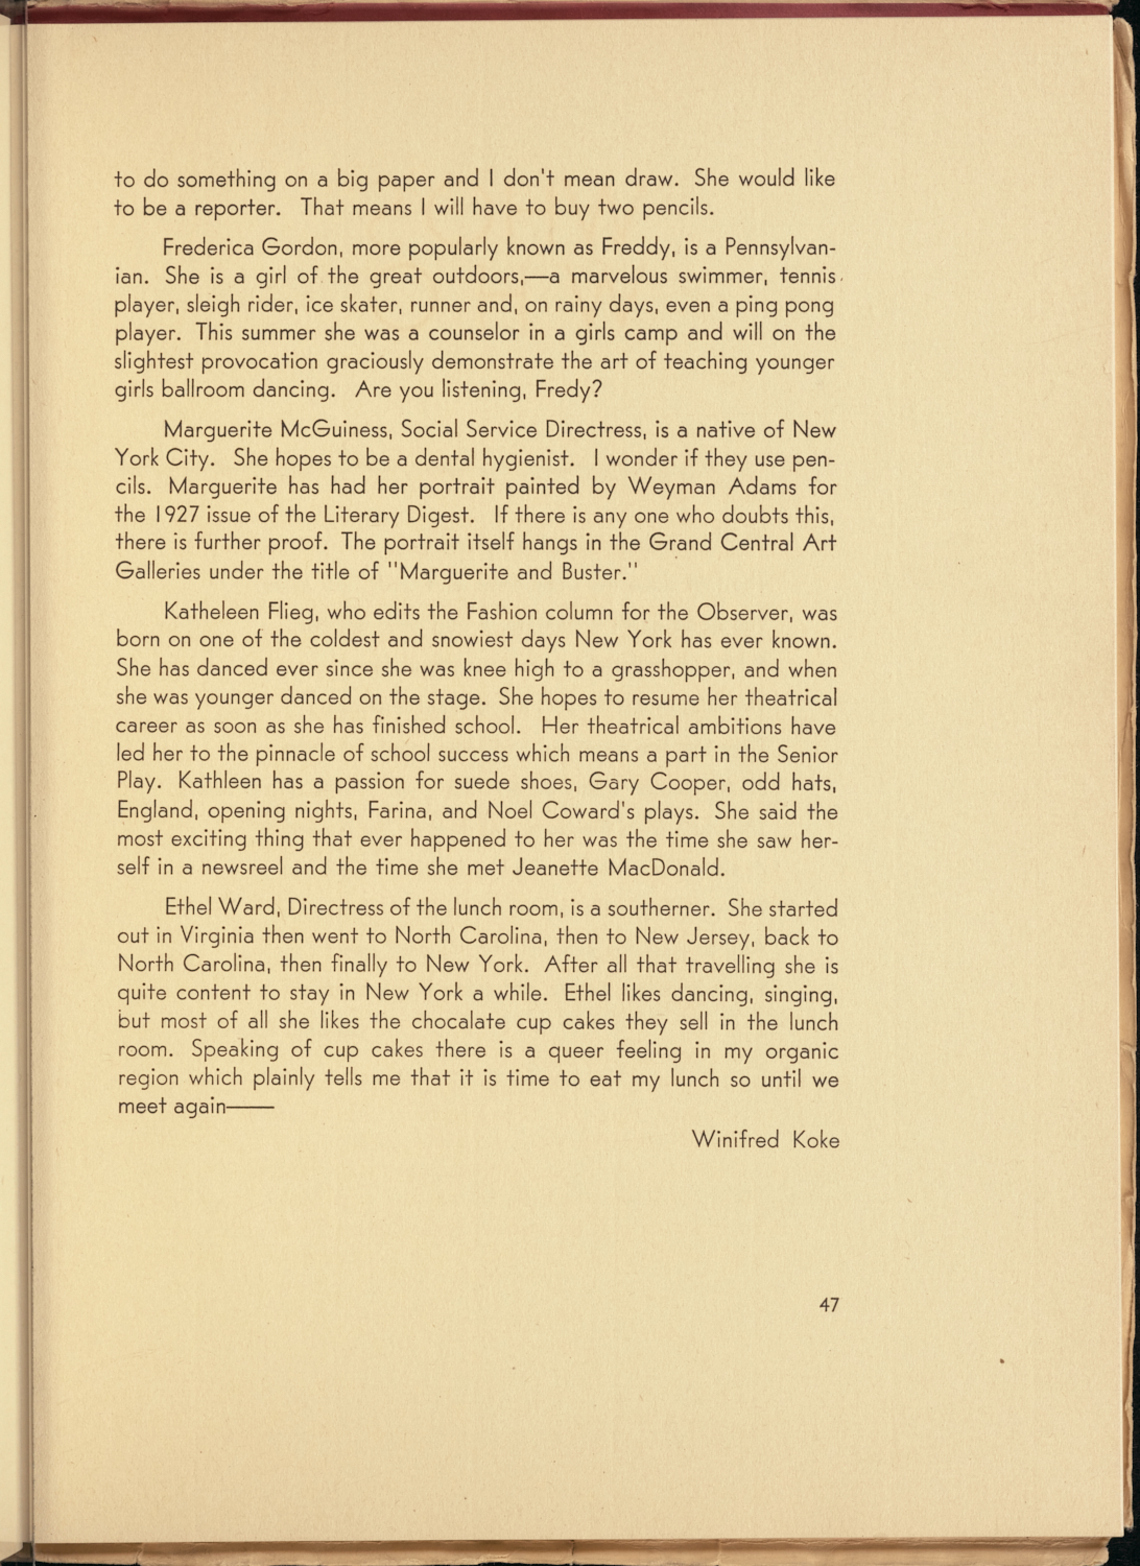 to do something on a big paper and I don't mean draw. She would like
to be a reporter. That means I will have to buy two pencils.
Frederica Gordon, more popularly known as Freddy, is a Pennsylvan-
ian. She is a girl of the great outdoors,—a marvelous swimmer, tennis
player, sleigh rider, ice skater, runner and, on rainy days, even a ping pong
player. This summer she was a counselor in a girls camp and will on the
slightest provocation graciously demonstrate the art of teaching younger
girls ballroom dancing. Are you listening, Fredy?
Marguerite McGuiness, Social Service Directress, is a native of New
York City. She hopes to be a dental hygienist. I wonder if they use pen-
cils. Marguerite has had her portrait painted by Weyman Adams for
the 1927 issue of the Literary Digest. If there is any one who doubts this,
there is further proof. The portrait itself hangs in the Grand Central Art
Galleries under the title of "Marguerite and Buster."
Katheleen Flieg, who edits the Fashion column for the Observer, was
born on one of the coldest and snowiest days New York has ever known.
She has danced ever since she was knee high to a grasshopper, and when
she was younger danced on the stage. She hopes to resume her theatrical
career as soon as she has finished school. Her theatrical ambitions have
led her to the pinnacle of school success which means a part in the Senior
Play. Kathleen has a passion for suede shoes, Gary Cooper, odd hats,
England, opening nights, Farina, and Noel Coward's plays. She said the
most exciting thing that ever happened to her was the time she saw her-
self in a newsreel and the time she met Jeanette MacDonald.
Ethel Ward, Directress of the lunch room, is a southerner. She started
out in Virginia then went to North Carolina, then to New Jersey, back to
North Carolina, then finally to New York. After all that travelling she is
quite content to stay in New York a while. Ethel likes dancing, singing,
but most of all she likes the chocalate cup cakes they sell in the lunch
room. Speaking of cup cakes there is a queer feeling in my organic
region which plainly tells me that it is time to eat my lunch so until we
meet again——
Winifred Koke
47